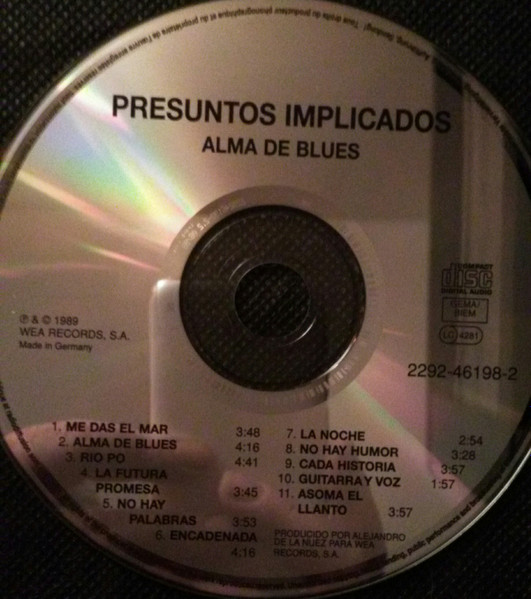 PRESUNTOS IMPLICADOS
ALMA DE BLUES
COMPACT
disc
DIGITAL AUDIO
GEMA/
BIEM
LC 4281
℗ & © 1989
WEA RECORDS, S.A.
Made in Germany
2292-46198-2
1. ME DAS EL MAR 3:48
2. ALMA DE BLUES 4:16
3. RIO PO 4:41
4. LA FUTURA
PROMESA 3:45
5. NO HAY
PALABRAS 3:53
6. ENCADENADA
4:16
7. LA NOCHE 2:54
8. NO HAY HUMOR 3:28
9. CADA HISTORIA 3:57
10. GUITARRA Y VOZ 1:57
11. ASOMA EL
LLANTO 3:57
PRODUCIDO POR ALEJANDRO
DE LA NUEZ PARA WEA
RECORDS, S.A.